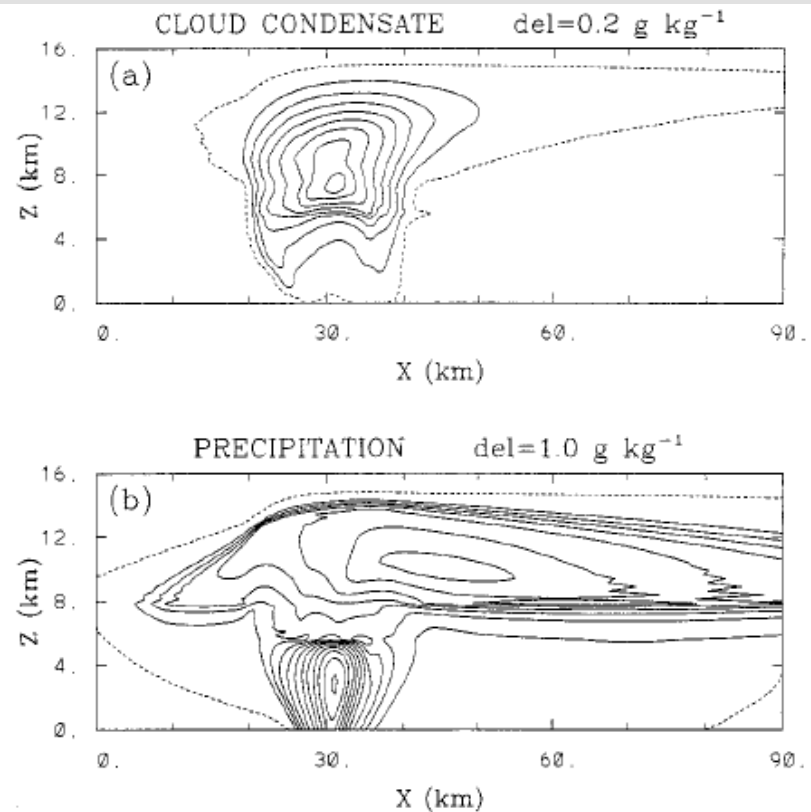 CLOUD CONDENSATE del=0.2 g kg⁻¹
16.
(a)
12.
8.
4.
0.
Z (km)
0. 30. 60. 90.
X (km)
PRECIPITATION del=1.0 g kg⁻¹
16.
(b)
12.
8.
4.
0.
Z (km)
0. 30. 60. 90.
X (km)